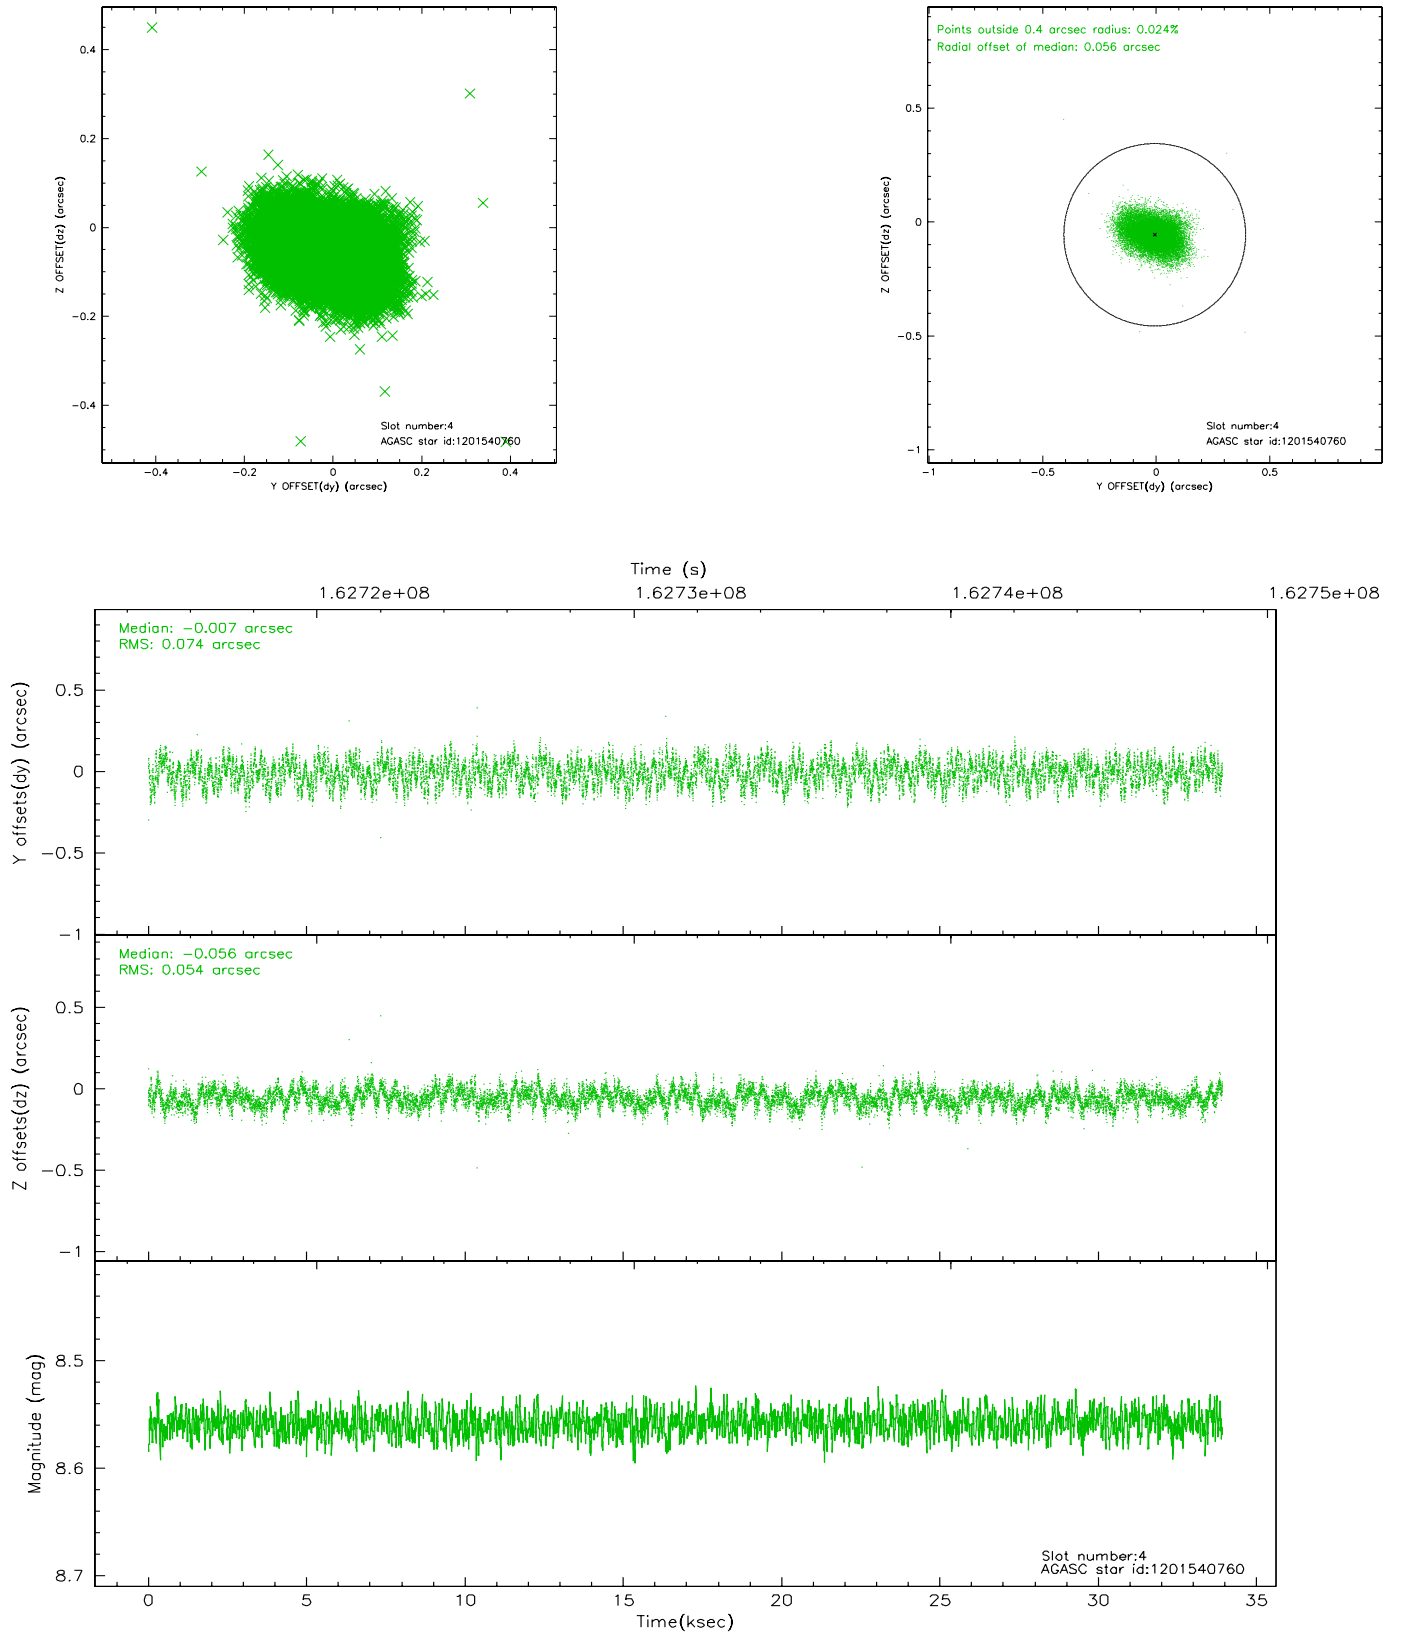 0.4
0.2
0
-0.2
-0.4
Z OFFSET(dz) (arcsec)
Slot number:4
AGASC star id:1201540760
-0.4 -0.2 0 0.2 0.4
Y OFFSET(dy) (arcsec)
Points outside 0.4 arcsec radius: 0.024%
Radial offset of median: 0.056 arcsec
0.5
0
-0.5
-1
Z OFFSET(dz) (arcsec)
Slot number:4
AGASC star id:1201540760
-1 -0.5 0 0.5
Y OFFSET(dy) (arcsec)
Time (s)
1.6272e+08 1.6273e+08 1.6274e+08 1.6275e+08
Median: -0.007 arcsec
RMS: 0.074 arcsec
0.5
0
-0.5
-1
Y offsets(dy) (arcsec)
Median: -0.056 arcsec
RMS: 0.054 arcsec
0.5
0
-0.5
-1
Z offsets(dz) (arcsec)
8.5
8.6
8.7
Magnitude (mag)
Slot number:4
AGASC star id:1201540760
0 5 10 15 20 25 30 35
Time(ksec)